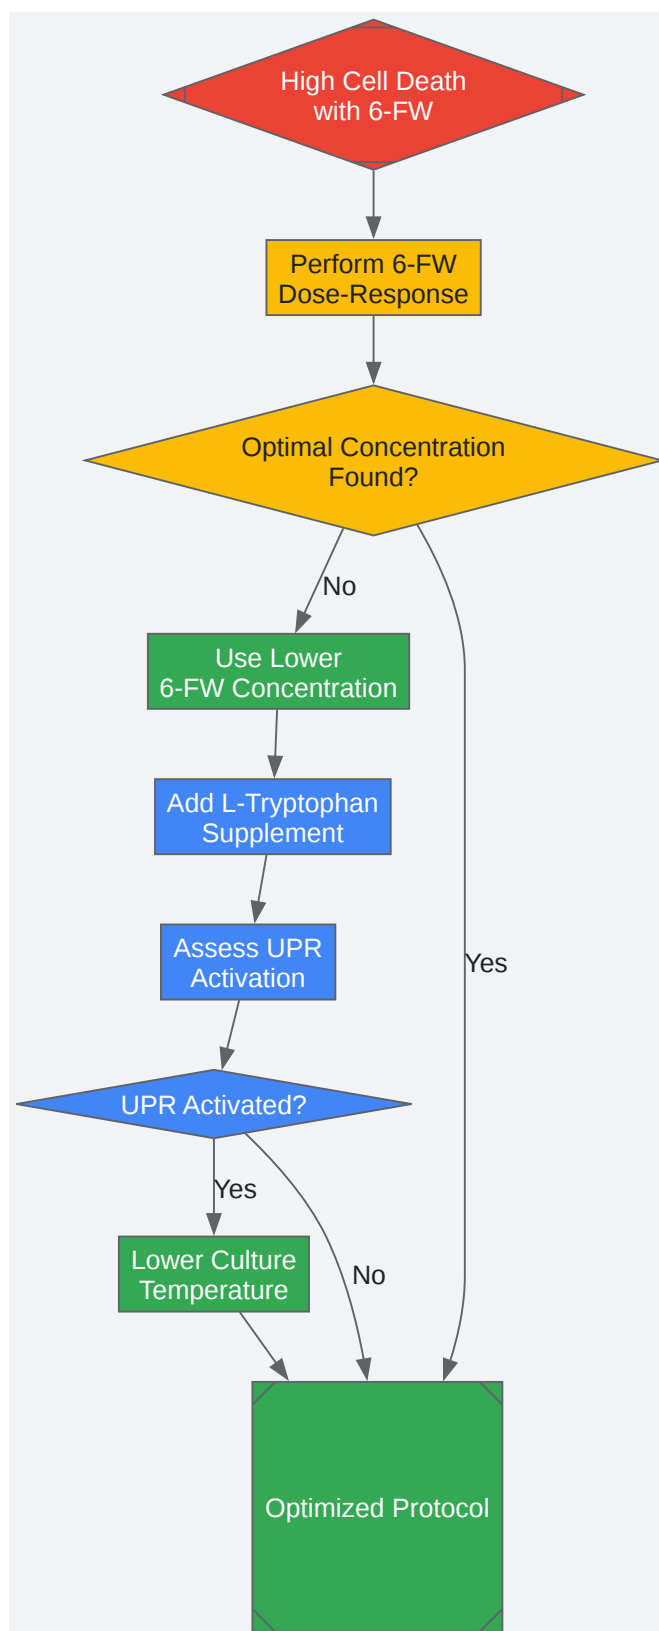 High Cell Death
with 6-FW
Perform 6-FW
Dose-Response
Optimal Concentration
Found?
No
Use Lower
6-FW Concentration
Add L-Tryptophan
Supplement
Assess UPR
Activation
Yes
UPR Activated?
Yes
Lower Culture
Temperature
No
Optimized Protocol